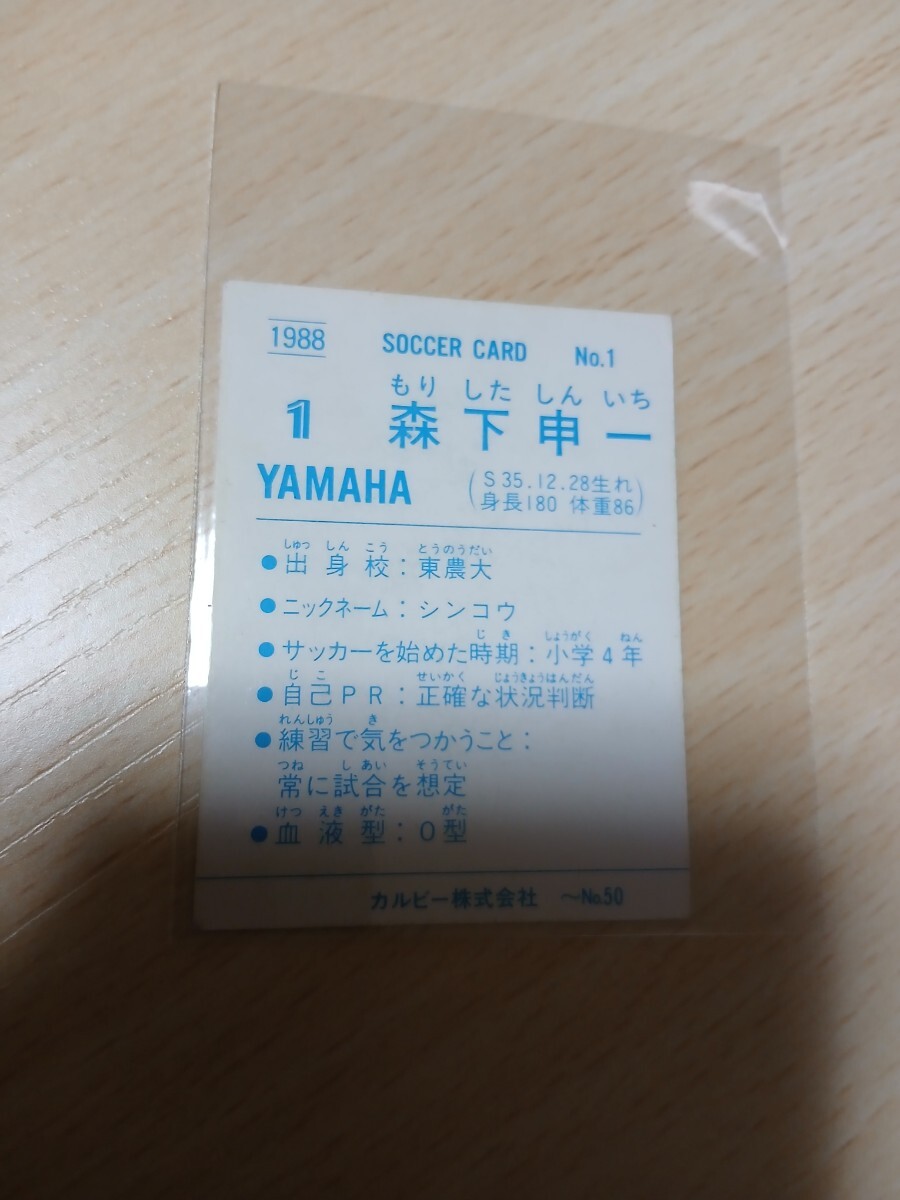 1988 SOCCER CARD No.1
もり した しん いち
1 森下申一
YAMAHA (S35.12.28生れ
身長180 体重86)
しゅっ しん こう とうのうだい
●出身校：東農大
●ニックネーム：シンコウ
じ き しょうがく ねん
●サッカーを始めた時期：小学4年
じ こ せいかく じょうきょうはんだん
●自己PR：正確な状況判断
れんしゅう き
●練習で気をつかうこと：
つね し あい そうてい
常に試合を想定
けつ えき がた がた
●血液型：O型
カルビー株式会社 ～No.50